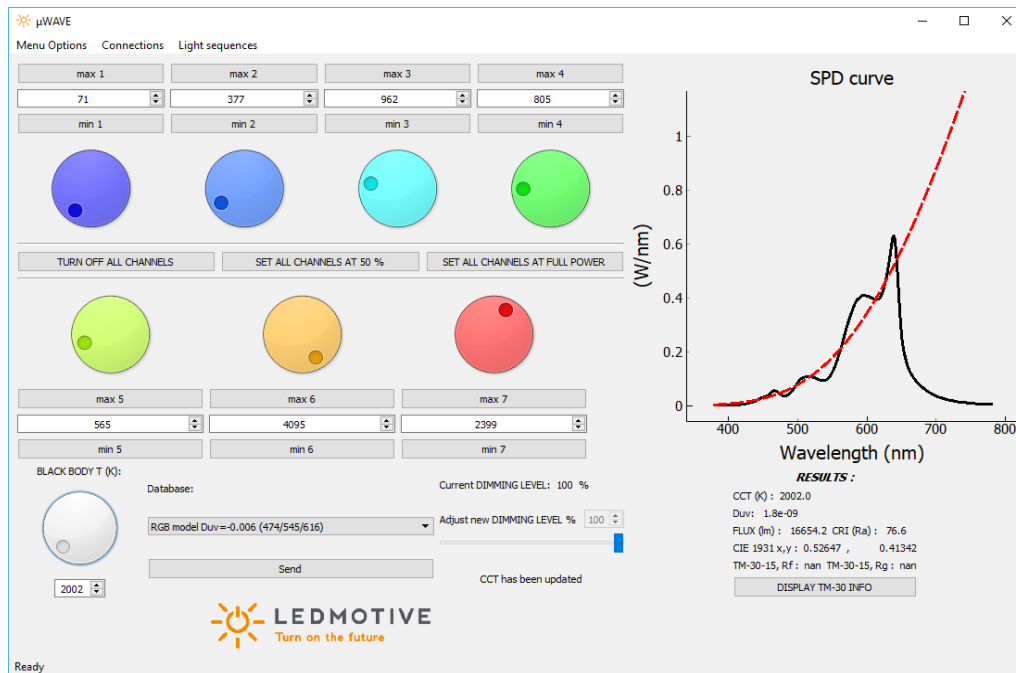 µWAVE
Menu Options Connections Light sequences
max 1 max 2 max 3 max 4
71 377 962 805
min 1 min 2 min 3 min 4
TURN OFF ALL CHANNELS SET ALL CHANNELS AT 50 % SET ALL CHANNELS AT FULL POWER
max 5 max 6 max 7
565 4095 2399
min 5 min 6 min 7
BLACK BODY T (K):
2002
Database:
RGB model Duv=-0.006 (474/545/616)
Send
Current DIMMING LEVEL: 100 %
Adjust new DIMMING LEVEL % 100
CCT has been updated
LEDMOTIVE
Turn on the future
SPD curve
(W/nm)
1
0.8
0.6
0.4
0.2
0
400 500 600 700 800
Wavelength (nm)
RESULTS :
CCT (K) : 2002.0
Duv: 1.8e-09
FLUX (lm) : 16654.2 CRI (Ra) : 76.6
CIE 1931 x,y : 0.52647 , 0.41342
TM-30-15, Rf : nan TM-30-15, Rg : nan
DISPLAY TM-30 INFO
Ready